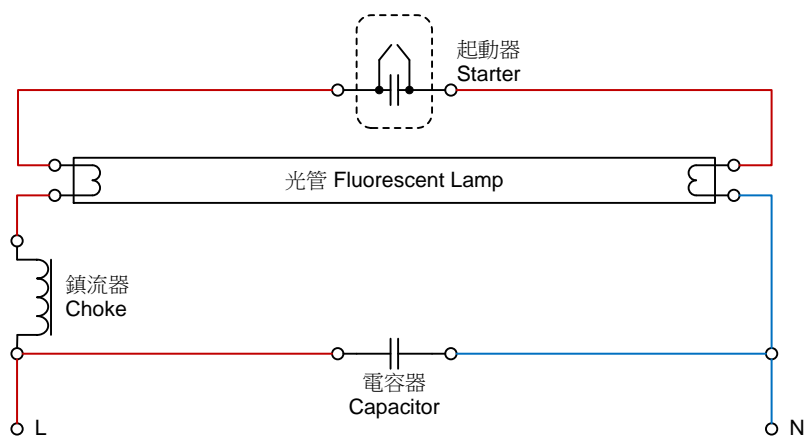 起動器
Starter
光管 Fluorescent Lamp
鎮流器
Choke
電容器
Capacitor
L
N